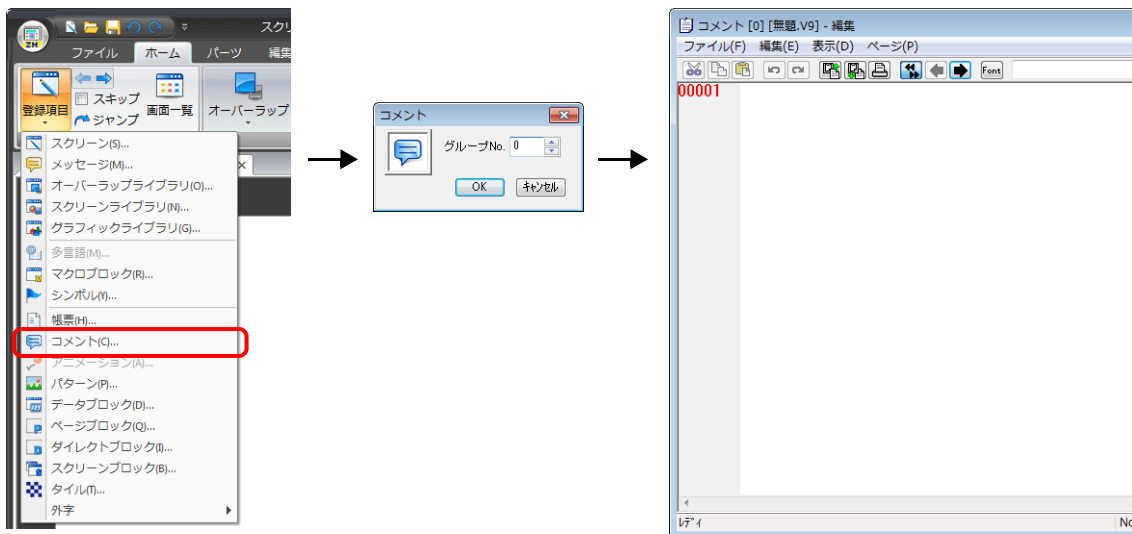 スクリ
ZM
ファイル ホーム パーツ 編集
登録項目
スキップ
ジャンプ
画面一覧
オーバーラップ
スクリーン(S)...
メッセージ(M)...
オーバーラップライブラリ(O)...
スクリーンライブラリ(N)...
グラフィックライブラリ(G)...
多言語(M)...
マクロブロック(R)...
シンボル(Y)...
帳票(H)...
コメント(C)...
アニメーション(A)...
パターン(P)...
データブロック(D)...
ページブロック(Q)...
ダイレクトブロック(I)...
スクリーンブロック(B)...
タイル(T)...
外字
コメント
グループNo. 0
OK キャンセル
コメント [0] [無題.V9] - 編集
ファイル(F) 編集(E) 表示(D) ページ(P)
Font
00001
レディ No